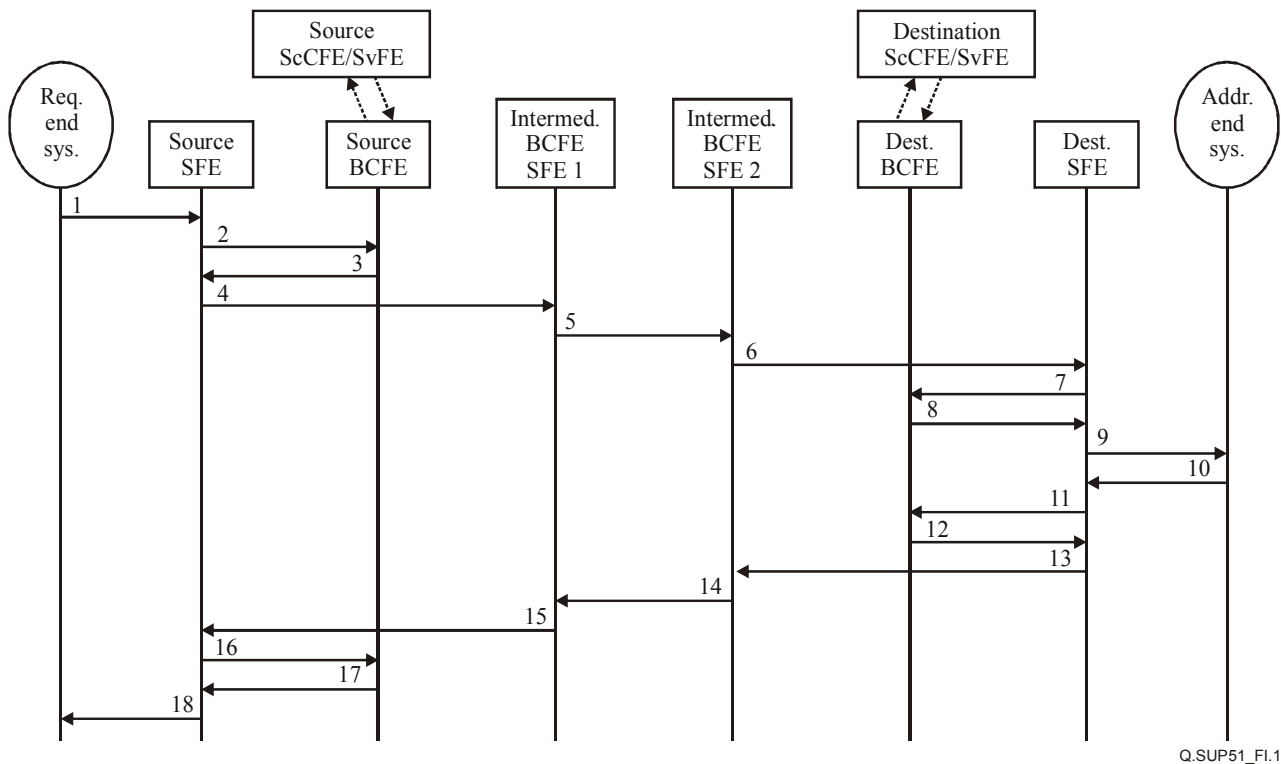 Source
ScCFE/SvFE
Destination
ScCFE/SvFE
Req.
end
sys.
Source
SFE
Source
BCFE
Intermed.
BCFE
SFE 1
Intermed.
BCFE
SFE 2
Dest.
BCFE
Dest.
SFE
Addr.
end
sys.
1
2
3
4
5
6
7
8
9
10
11
12
13
14
15
16
17
18
Q.SUP51_FI.1